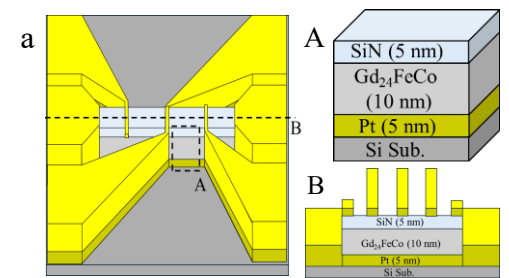 a
A
B
A
SiN (5 nm)
Gd₂₄FeCo
(10 nm)
Pt (5 nm)
Si Sub.
B
SiN (5 nm)
Gd₂₄FeCo (10 nm)
Pt (5 nm)
Si Sub.